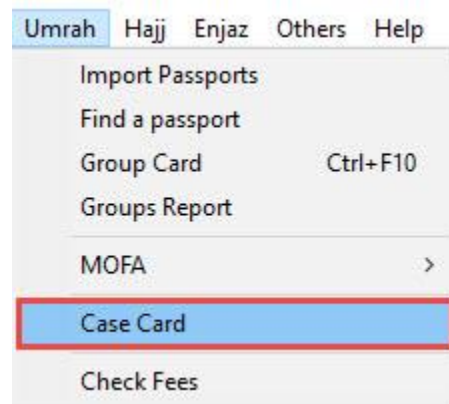 Umrah Hajj Enjaz Others Help
Import Passports
Find a passport
Group Card Ctrl+F10
Groups Report
MOFA >
Case Card
Check Fees